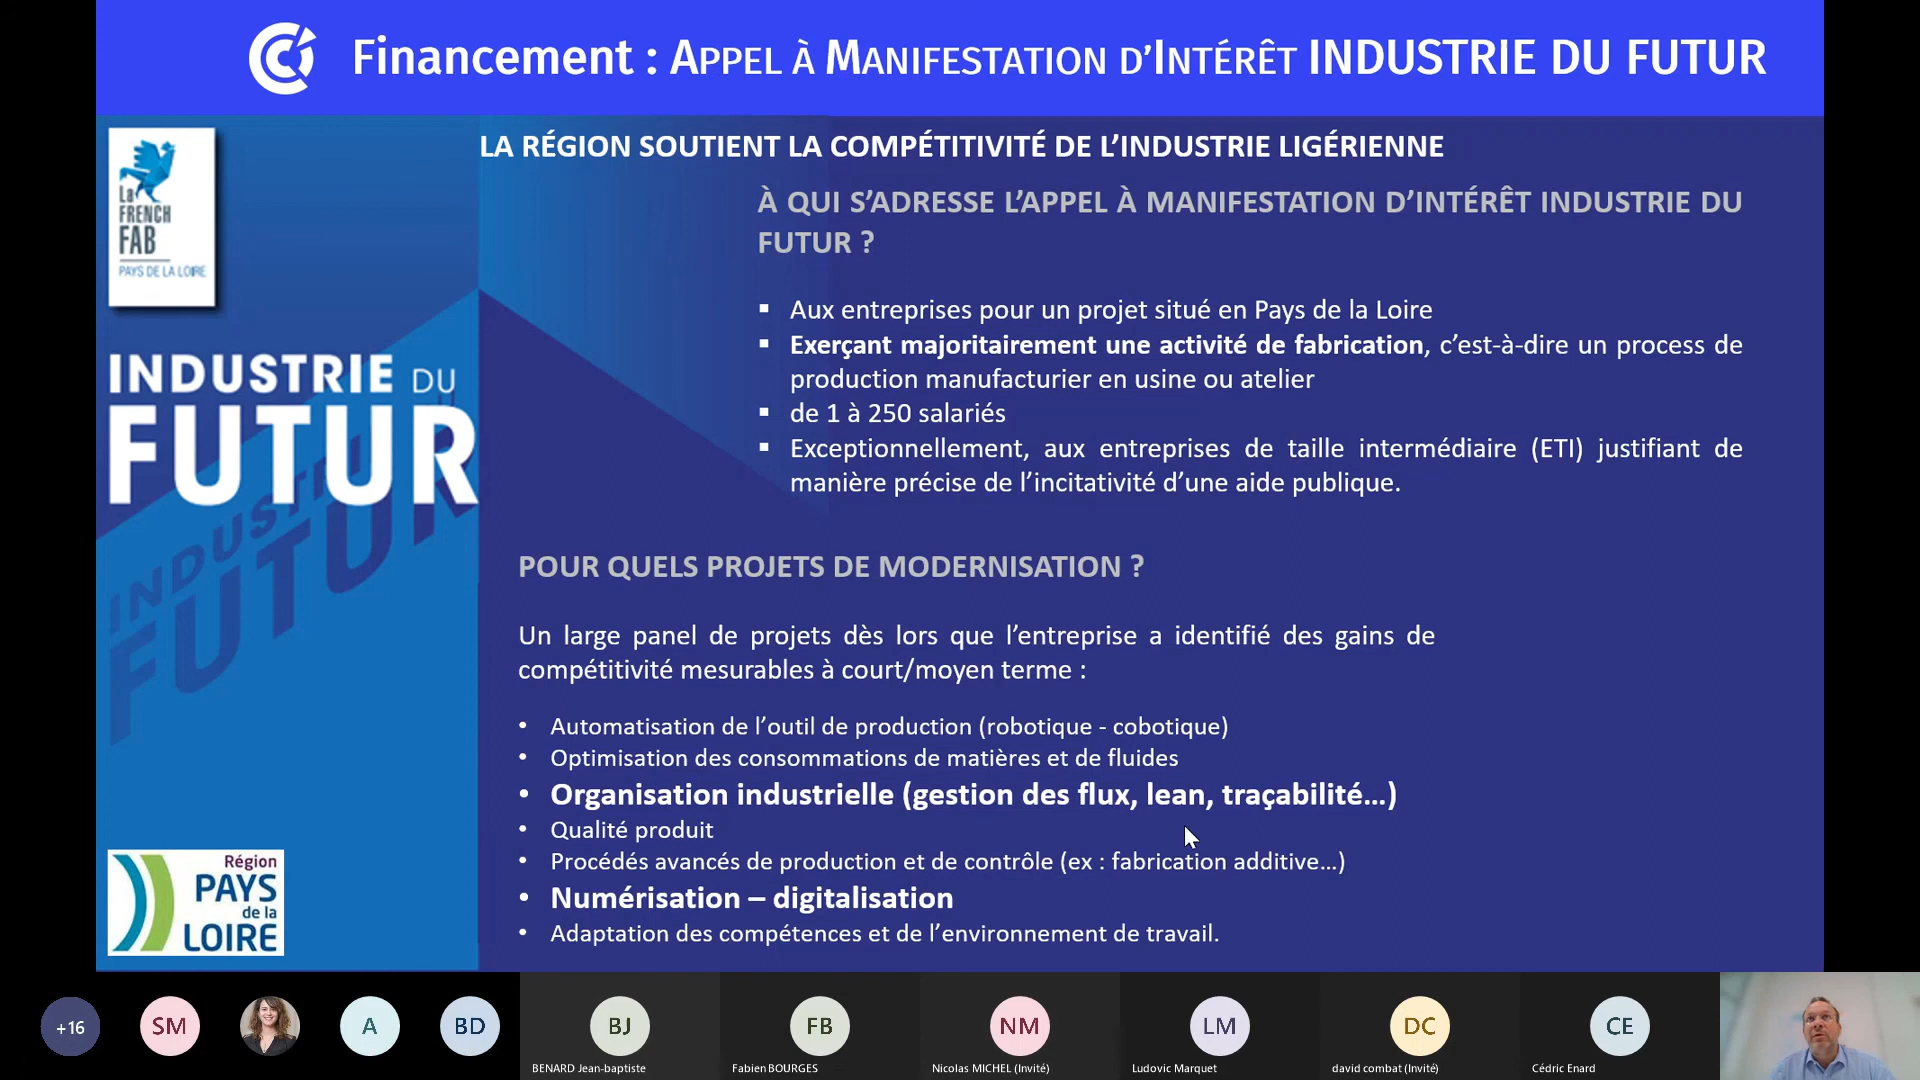 Financement : APPEL À MANIFESTATION D'INTÉRÊT INDUSTRIE DU FUTUR
La
FRENCH
FAB
PAYS DE LA LOIRE
LA RÉGION SOUTIENT LA COMPÉTITIVITÉ DE L'INDUSTRIE LIGÉRIENNE
À QUI S'ADRESSE L'APPEL À MANIFESTATION D'INTÉRÊT INDUSTRIE DU
FUTUR ?
▪ Aux entreprises pour un projet situé en Pays de la Loire
▪ Exerçant majoritairement une activité de fabrication, c'est-à-dire un process de
production manufacturier en usine ou atelier
▪ de 1 à 250 salariés
▪ Exceptionnellement, aux entreprises de taille intermédiaire (ETI) justifiant de
manière précise de l'incitativité d'une aide publique.
INDUSTRIE DU
FUTUR
INDUSTRIE
FUTUR
POUR QUELS PROJETS DE MODERNISATION ?
Un large panel de projets dès lors que l'entreprise a identifié des gains de
compétitivité mesurables à court/moyen terme :
• Automatisation de l'outil de production (robotique - cobotique)
• Optimisation des consommations de matières et de fluides
• Organisation industrielle (gestion des flux, lean, traçabilité…)
• Qualité produit
• Procédés avancés de production et de contrôle (ex : fabrication additive…)
• Numérisation – digitalisation
• Adaptation des compétences et de l'environnement de travail.
Région
PAYS
de la
LOIRE
+16
SM
A
BD
BJ
FB
NM
LM
DC
CE
BENARD Jean-baptiste
Fabien BOURGES
Nicolas MICHEL (Invité)
Ludovic Marquet
david combat (Invité)
Cédric Enard